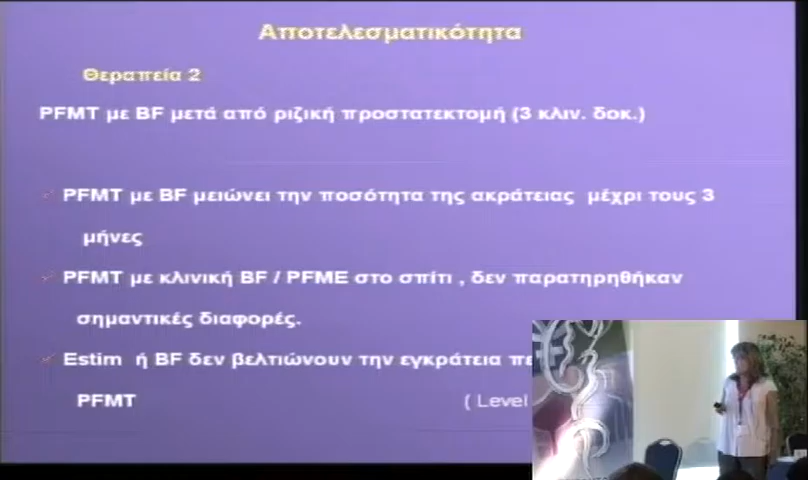 Αποτελεσματικότητα
Θεραπεία 2
PFMT με BF μετά από ριζική προστατεκτομή (3 κλιν. δοκ.)
PFMT με BF μειώνει την ποσότητα της ακράτειας μέχρι τους 3
μήνες
PFMT με κλινική BF / PFME στο σπίτι , δεν παρατηρηθήκαν
σημαντικές διαφορές.
Estim ή BF δεν βελτιώνουν την εγκράτεια
PFMT ( Level